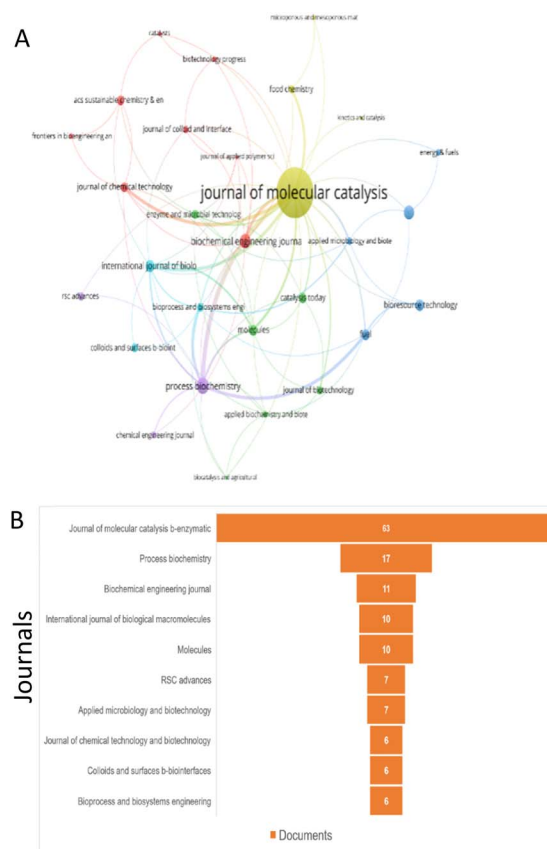 A
microporous and mesoporous mat
catalysts
biotechnology progress
food chemistry
acs sustainable chemistry & en
kinetics and catalysis
journal of colloid and interface
frontiers in bioengineering an
energy & fuels
journal of applied polymer sci
journal of chemical technology
journal of molecular catalysis
enzyme and microbial technolog
biochemical engineering journa
applied microbiology and biote
international journal of biolo
rsc advances
catalysis today
bioprocess and biosystems engi
bioresource technology
molecules
fuel
colloids and surfaces b-bioint
process biochemistry
journal of biotechnology
applied biochemistry and biote
chemical engineering journal
biocatalysis and agricultural
B
Journals
Journal of molecular catalysis b-enzymatic 63
Process biochemistry 17
Biochemical engineering journal 11
International journal of biological macromolecules 10
Molecules 10
RSC advances 7
Applied microbiology and biotechnology 7
Journal of chemical technology and biotechnology 6
Colloids and surfaces b-biointerfaces 6
Bioprocess and biosystems engineering 6
Documents